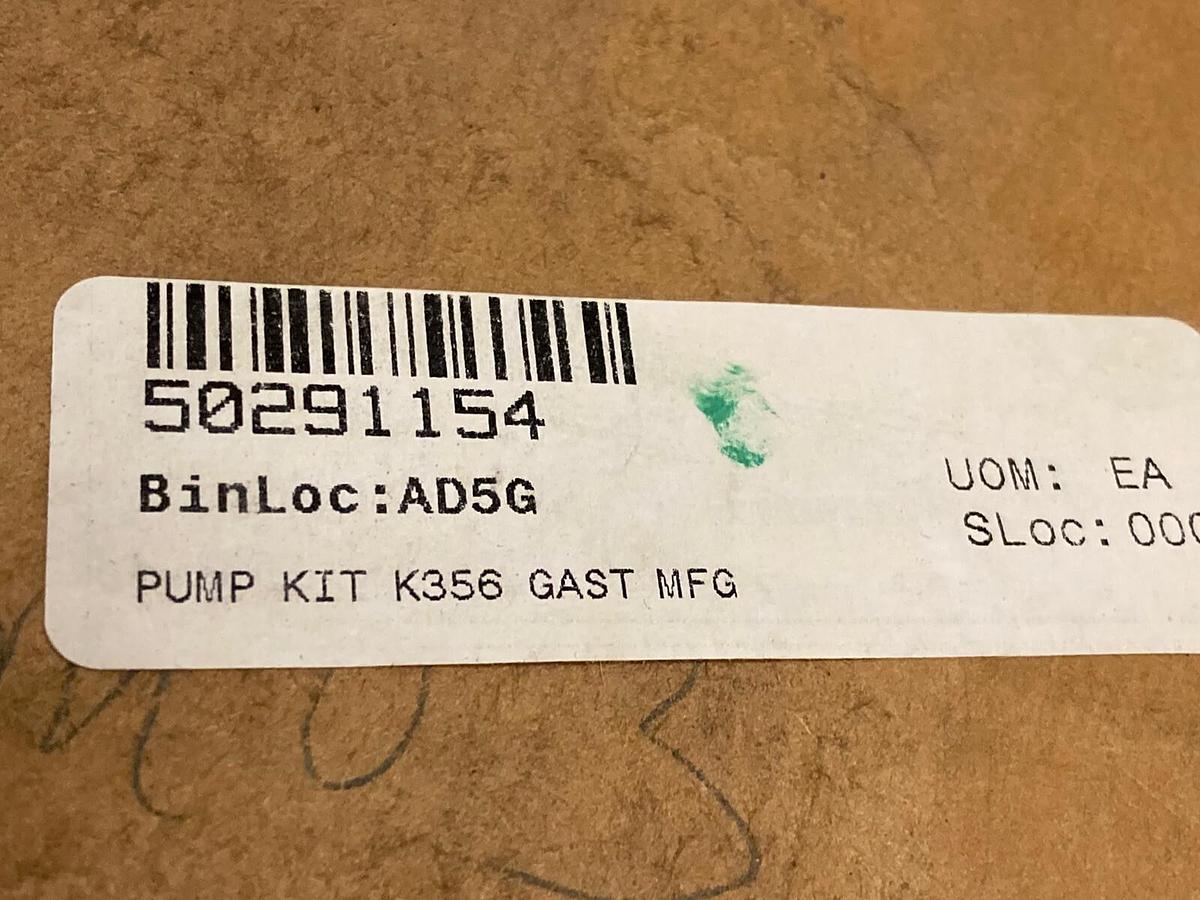 50291154
BinLoc:AD5G
UOM: EA
SLoc:000
PUMP KIT K356 GAST MFG